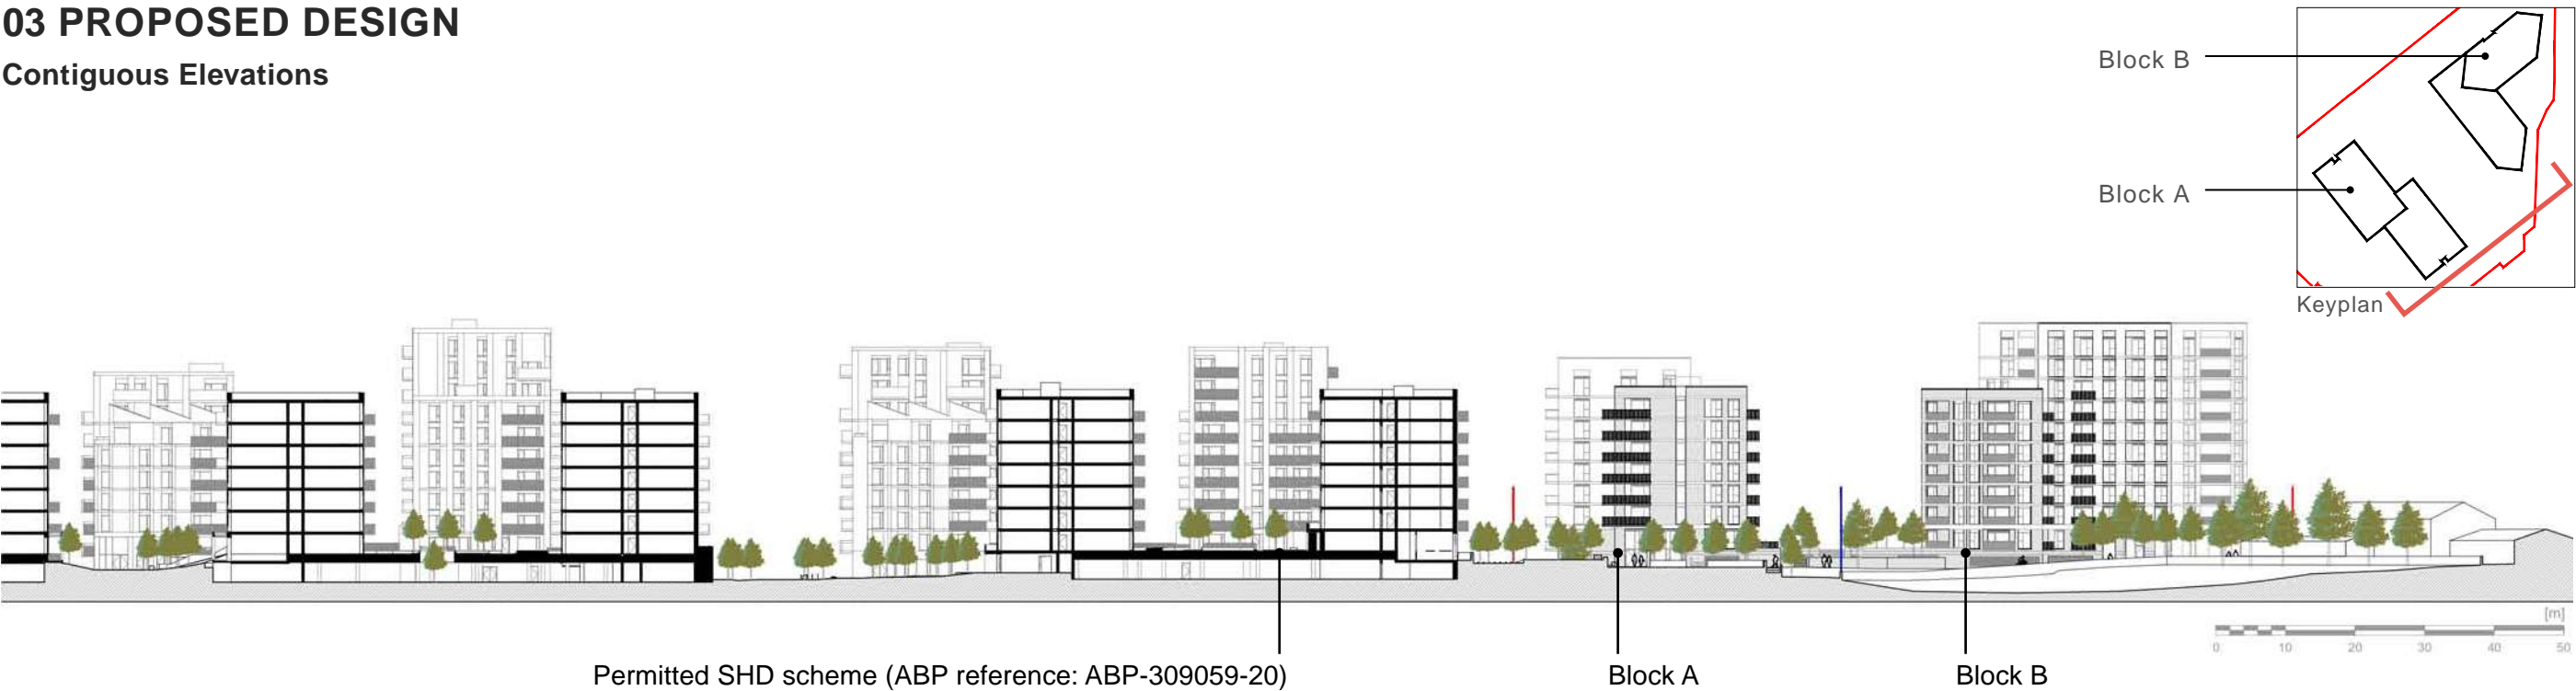 03 PROPOSED DESIGN
Contiguous Elevations
Block B
Block A
Keyplan
[m]
0 10 20 30 40 50
Permitted SHD scheme (ABP reference: ABP-309059-20)
Block A
Block B